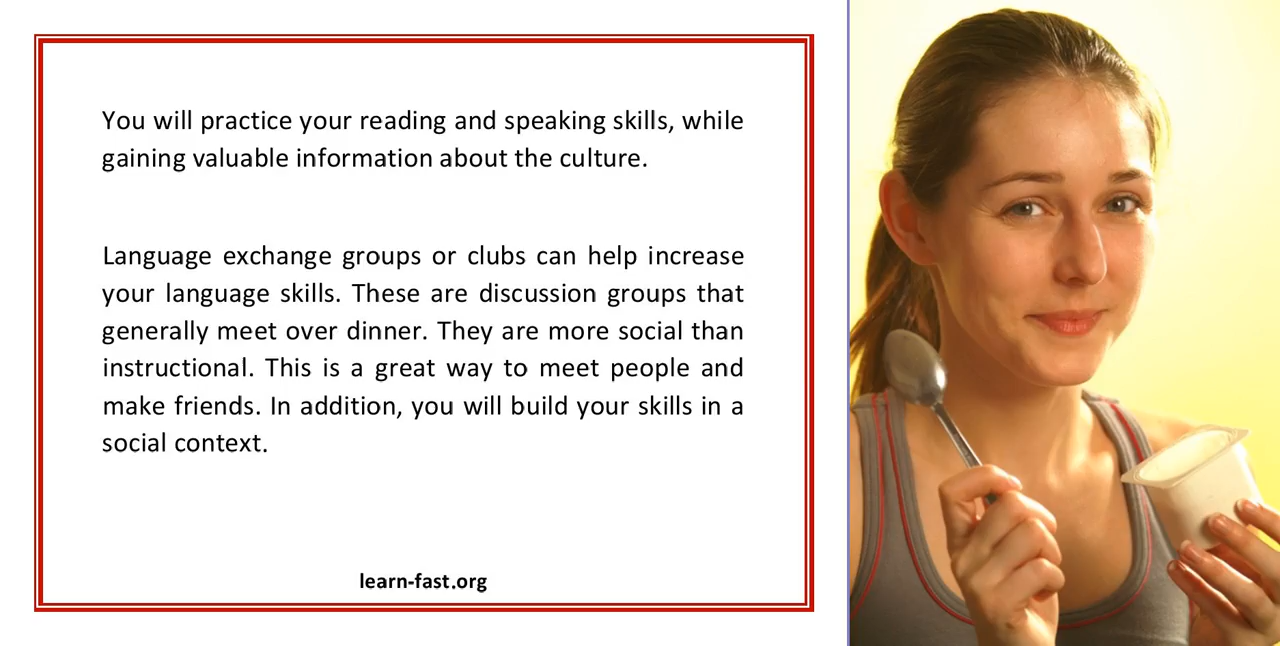 You will practice your reading and speaking skills, while
gaining valuable information about the culture.
Language exchange groups or clubs can help increase
your language skills. These are discussion groups that
generally meet over dinner. They are more social than
instructional. This is a great way to meet people and
make friends. In addition, you will build your skills in a
social context.
learn-fast.org